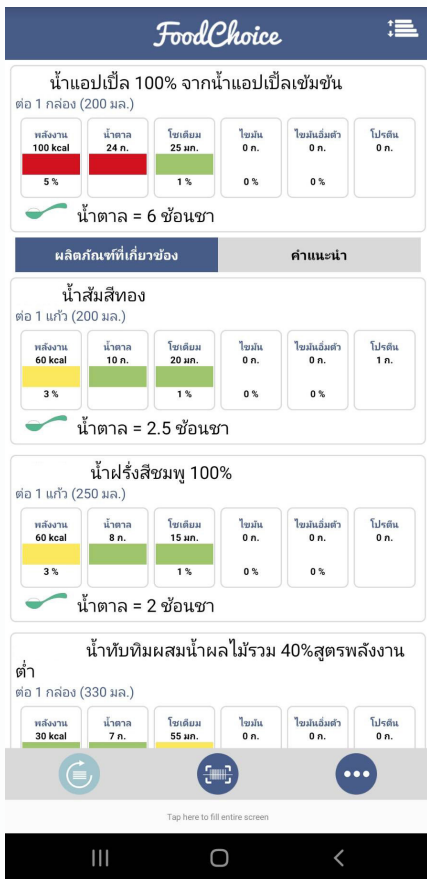 FoodChoice
น้ำแอปเปิ้ล 100% จากน้ำแอปเปิลเข้มข้น
ต่อ 1 กล่อง (200 มล.)
พลังงาน น้ำตาล โซเดียม ไขมัน ไขมันอิ่มตัว โปรตีน
100 kcal 24 ก. 25 มก. 0 ก. 0 ก. 0 ก.
5 % 1 % 0 % 0 %
น้ำตาล = 6 ช้อนชา
ผลิตภัณฑ์ที่เกี่ยวข้อง คำแนะนำ
น้ำส้มสีทอง
ต่อ 1 แก้ว (200 มล.)
พลังงาน น้ำตาล โซเดียม ไขมัน ไขมันอิ่มตัว โปรตีน
60 kcal 10 ก. 20 มก. 0 ก. 0 ก. 1 ก.
3 % 1 % 0 % 0 %
น้ำตาล = 2.5 ช้อนชา
น้ำฝรั่งสีชมพู 100%
ต่อ 1 แก้ว (250 มล.)
พลังงาน น้ำตาล โซเดียม ไขมัน ไขมันอิ่มตัว โปรตีน
60 kcal 8 ก. 15 มก. 0 ก. 0 ก. 0 ก.
3 % 1 % 0 % 0 %
น้ำตาล = 2 ช้อนชา
น้ำทับทิมผสมน้ำผลไม้รวม 40%สูตรพลังงาน
ต่ำ
ต่อ 1 กล่อง (330 มล.)
พลังงาน น้ำตาล โซเดียม ไขมัน ไขมันอิ่มตัว โปรตีน
30 kcal 7 ก. 55 มก. 0 ก. 0 ก. 0 ก.
Tap here to fill entire screen